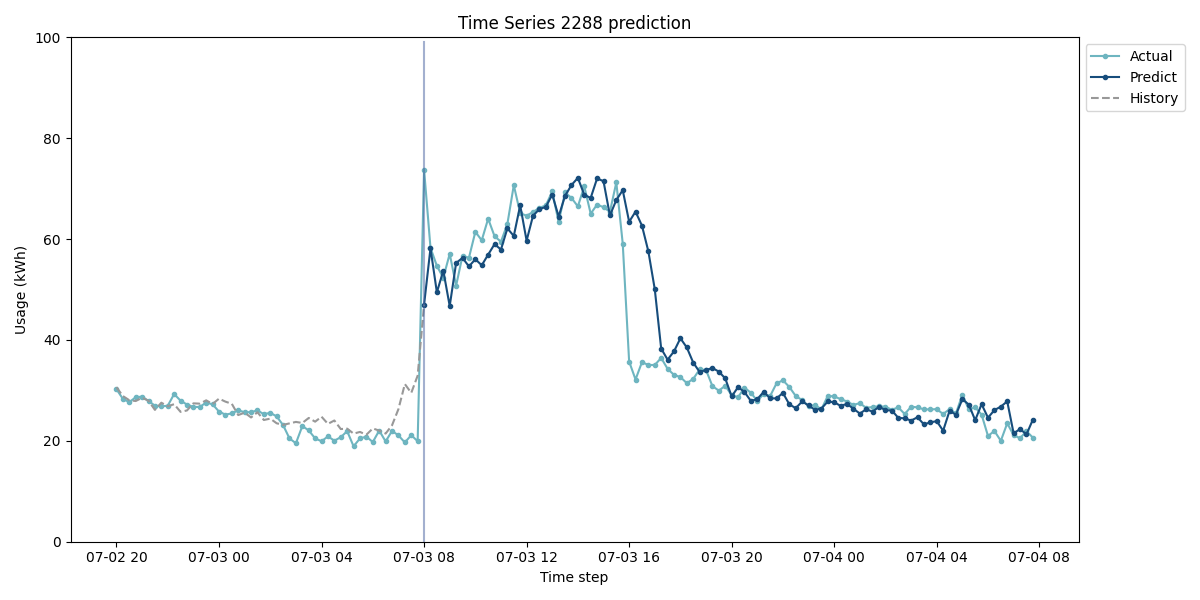 Time Series 2288 prediction
100
80
60
40
20
0
Usage (kWh)
07-02 20
07-03 00
07-03 04
07-03 08
07-03 12
07-03 16
07-03 20
07-04 00
07-04 04
07-04 08
Time step
Actual
Predict
History